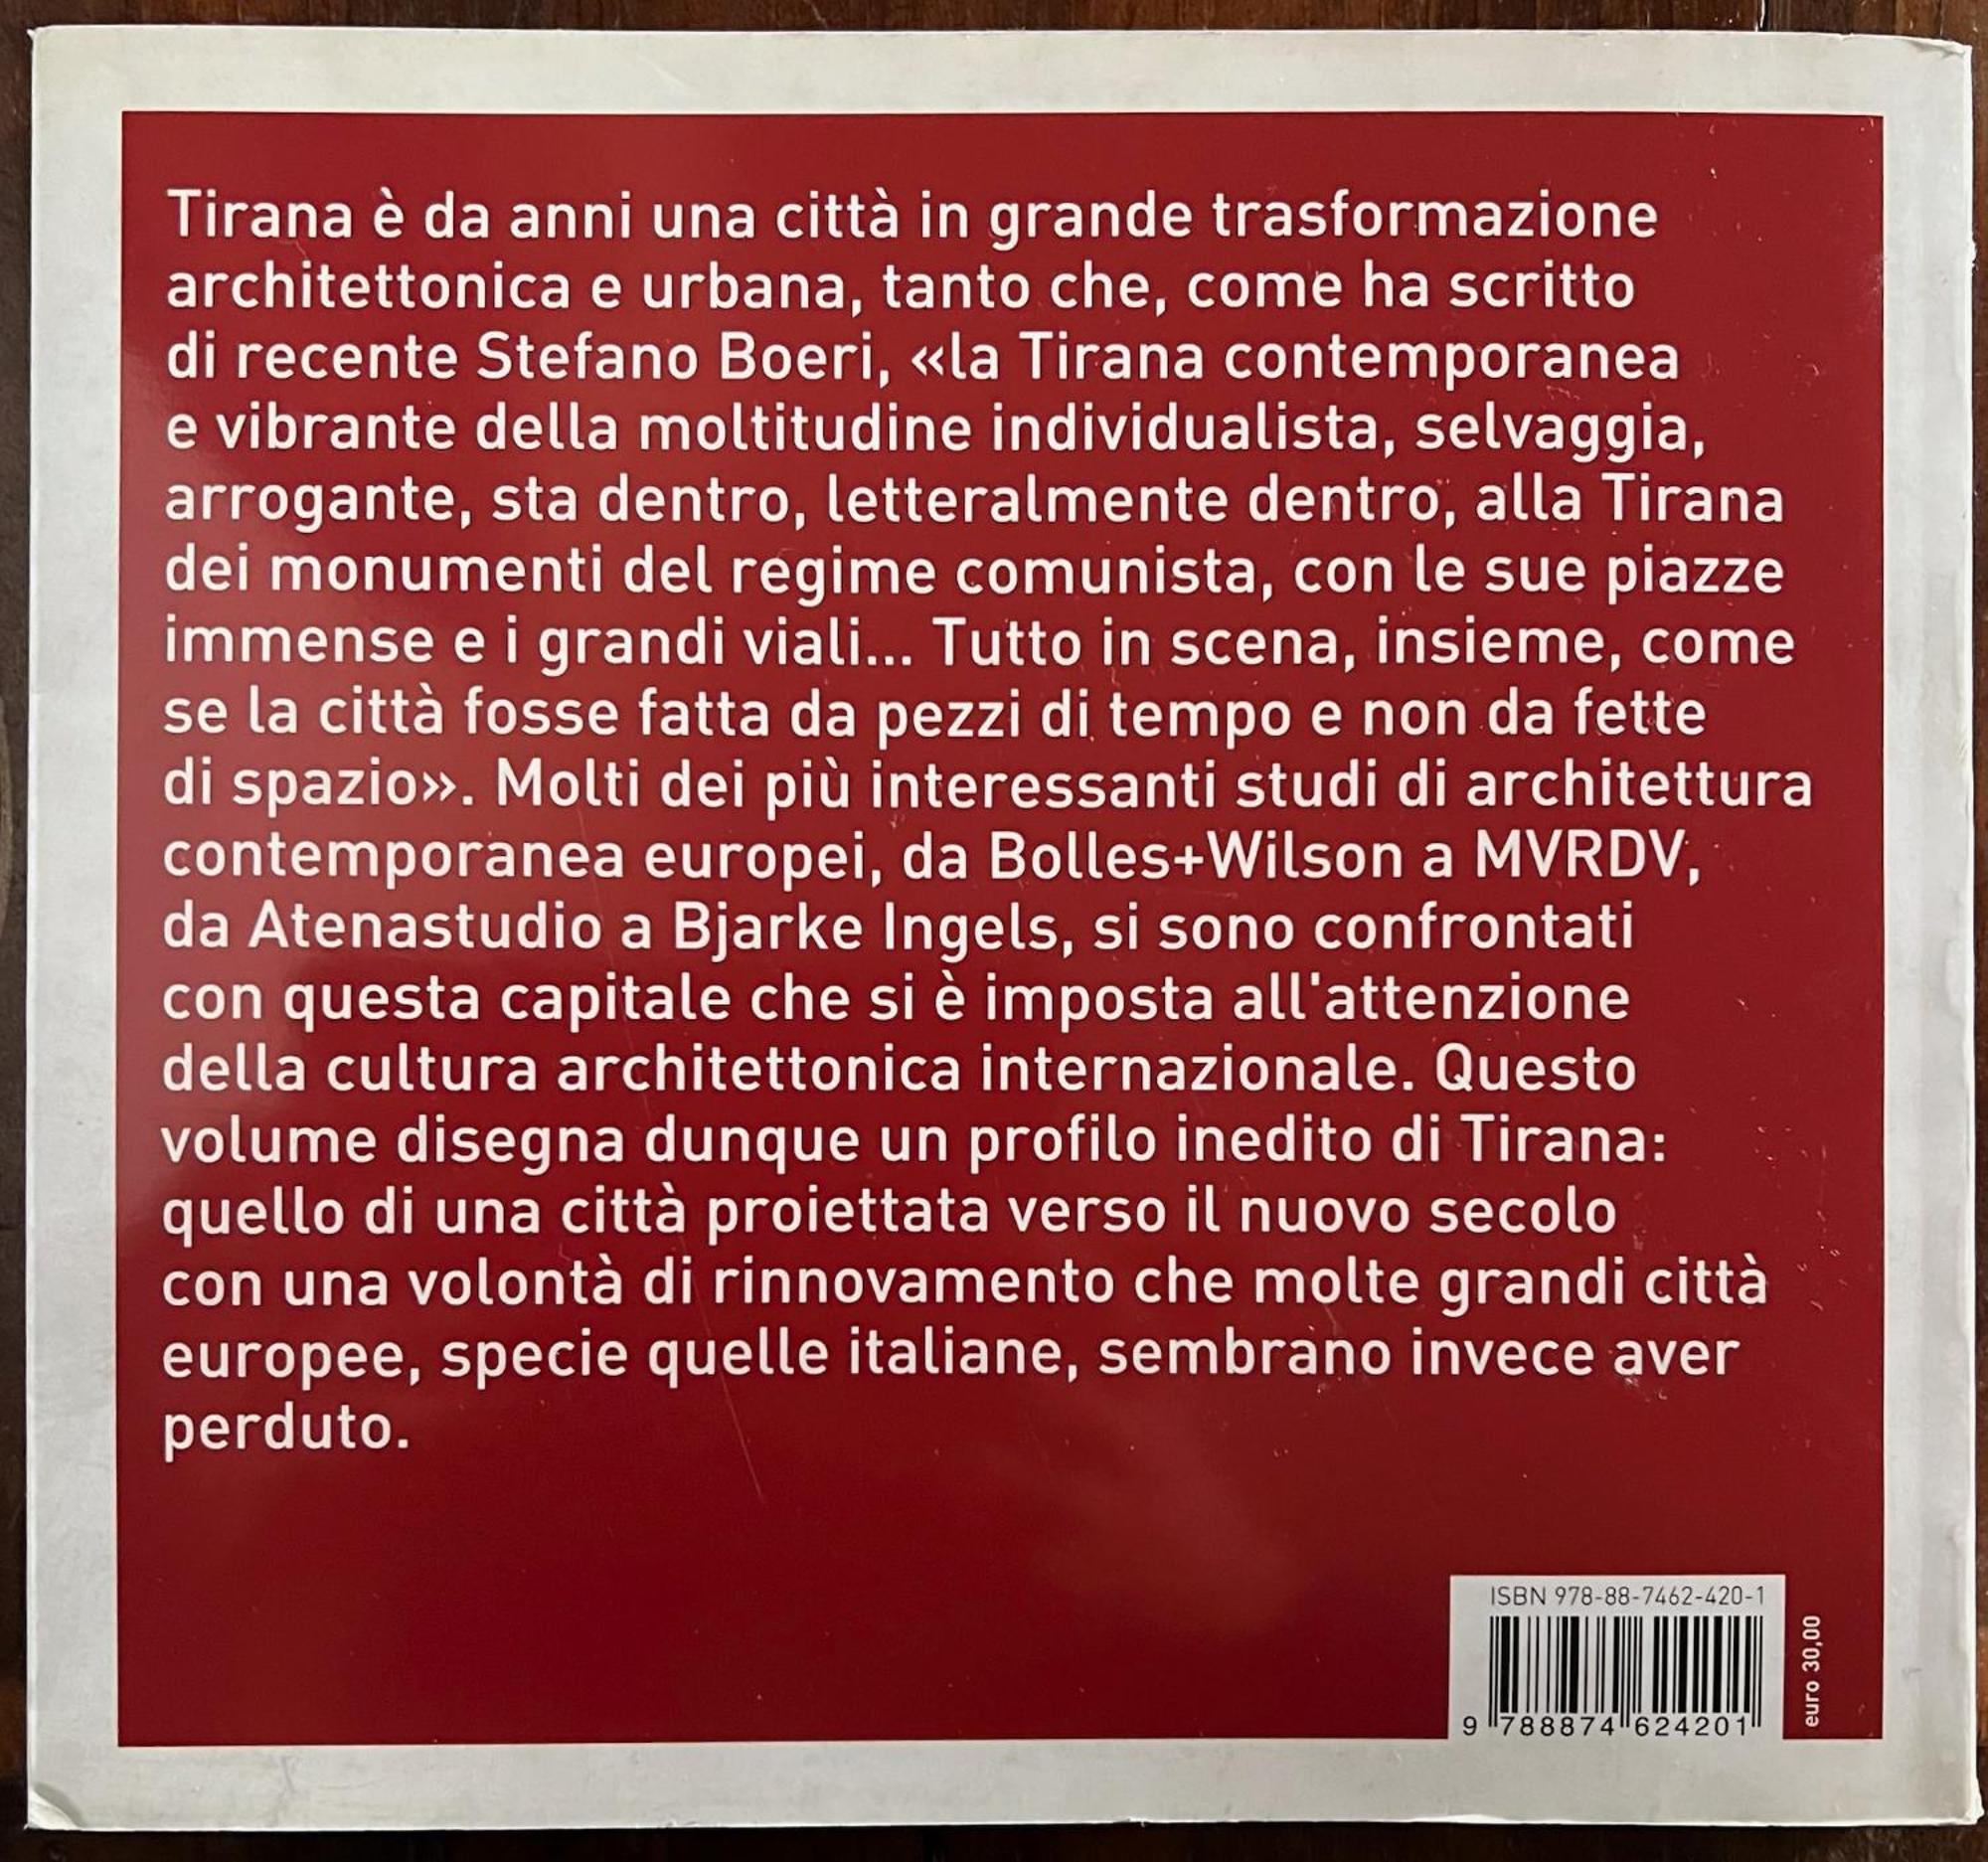 Tirana è da anni una città in grande trasformazione
architettonica e urbana, tanto che, come ha scritto
di recente Stefano Boeri, «la Tirana contemporanea
e vibrante della moltitudine individualista, selvaggia,
arrogante, sta dentro, letteralmente dentro, alla Tirana
dei monumenti del regime comunista, con le sue piazze
immense e i grandi viali... Tutto in scena, insieme, come
se la città fosse fatta da pezzi di tempo e non da fette
di spazio». Molti dei più interessanti studi di architettura
contemporanea europei, da Bolles+Wilson a MVRDV,
da Atenastudio a Bjarke Ingels, si sono confrontati
con questa capitale che si è imposta all'attenzione
della cultura architettonica internazionale. Questo
volume disegna dunque un profilo inedito di Tirana:
quello di una città proiettata verso il nuovo secolo
con una volontà di rinnovamento che molte grandi città
europee, specie quelle italiane, sembrano invece aver
perduto.
ISBN 978-88-7462-420-1
9 788874 624201
euro 30,00